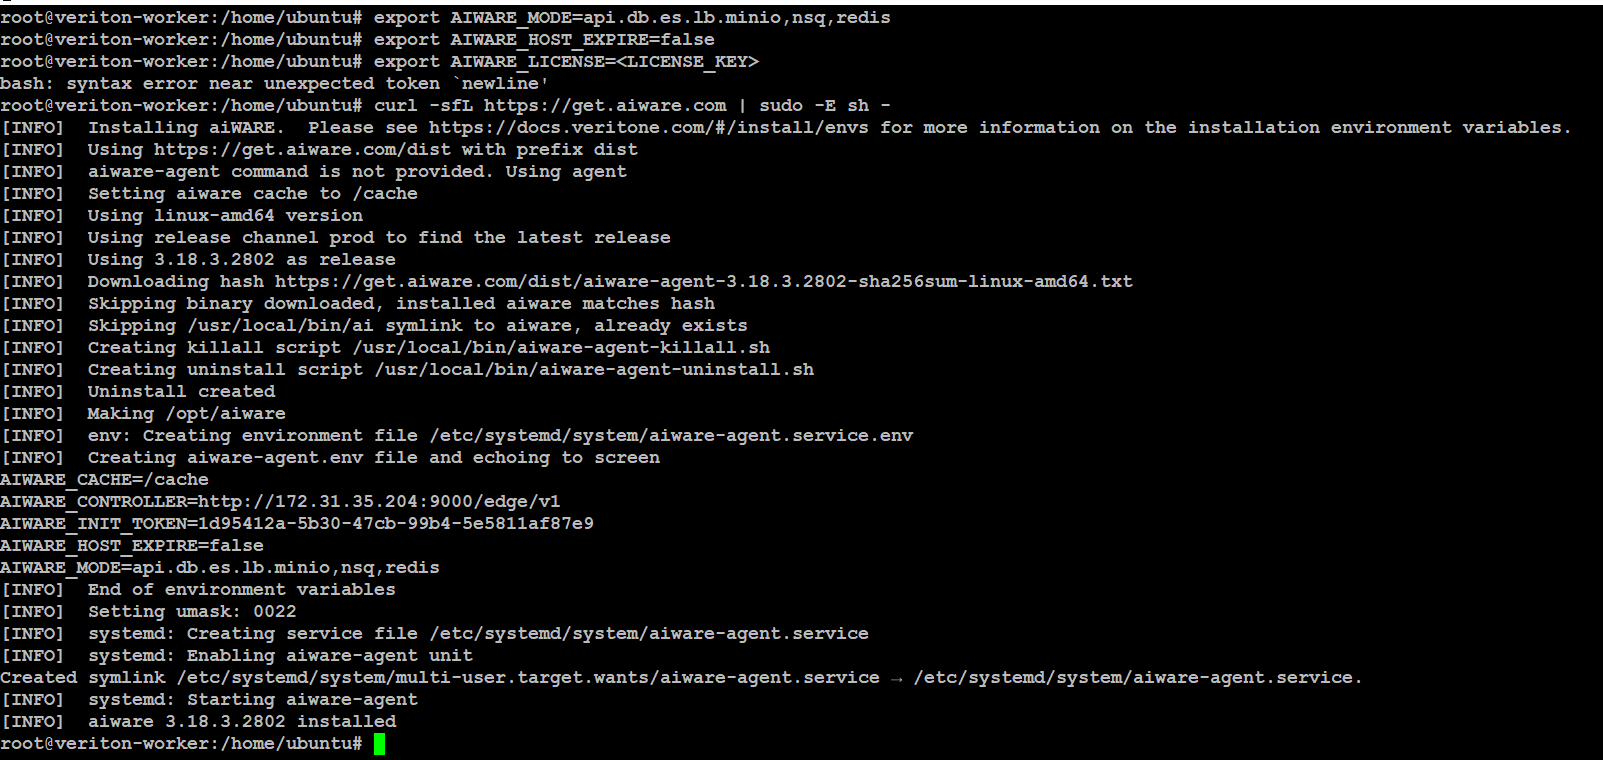 root@veriton-worker:/home/ubuntu# export AIWARE_MODE=api.db.es.lb.minio,nsq,redis
root@veriton-worker:/home/ubuntu# export AIWARE_HOST_EXPIRE=false
root@veriton-worker:/home/ubuntu# export AIWARE_LICENSE=<LICENSE_KEY>
bash: syntax error near unexpected token `newline'
root@veriton-worker:/home/ubuntu# curl -sfL https://get.aiware.com | sudo -E sh -
[INFO]  Installing aiWARE.  Please see https://docs.veritone.com/#/install/envs for more information on the installation environment variables.
[INFO]  Using https://get.aiware.com/dist with prefix dist
[INFO]  aiware-agent command is not provided. Using agent
[INFO]  Setting aiware cache to /cache
[INFO]  Using linux-amd64 version
[INFO]  Using release channel prod to find the latest release
[INFO]  Using 3.18.3.2802 as release
[INFO]  Downloading hash https://get.aiware.com/dist/aiware-agent-3.18.3.2802-sha256sum-linux-amd64.txt
[INFO]  Skipping binary downloaded, installed aiware matches hash
[INFO]  Skipping /usr/local/bin/ai symlink to aiware, already exists
[INFO]  Creating killall script /usr/local/bin/aiware-agent-killall.sh
[INFO]  Creating uninstall script /usr/local/bin/aiware-agent-uninstall.sh
[INFO]  Uninstall created
[INFO]  Making /opt/aiware
[INFO]  env: Creating environment file /etc/systemd/system/aiware-agent.service.env
[INFO]  Creating aiware-agent.env file and echoing to screen
AIWARE_CACHE=/cache
AIWARE_CONTROLLER=http://172.31.35.204:9000/edge/v1
AIWARE_INIT_TOKEN=1d95412a-5b30-47cb-99b4-5e5811af87e9
AIWARE_HOST_EXPIRE=false
AIWARE_MODE=api.db.es.lb.minio,nsq,redis
[INFO]  End of environment variables
[INFO]  Setting umask: 0022
[INFO]  systemd: Creating service file /etc/systemd/system/aiware-agent.service
[INFO]  systemd: Enabling aiware-agent unit
Created symlink /etc/systemd/system/multi-user.target.wants/aiware-agent.service → /etc/systemd/system/aiware-agent.service.
[INFO]  systemd: Starting aiware-agent
[INFO]  aiware 3.18.3.2802 installed
root@veriton-worker:/home/ubuntu#